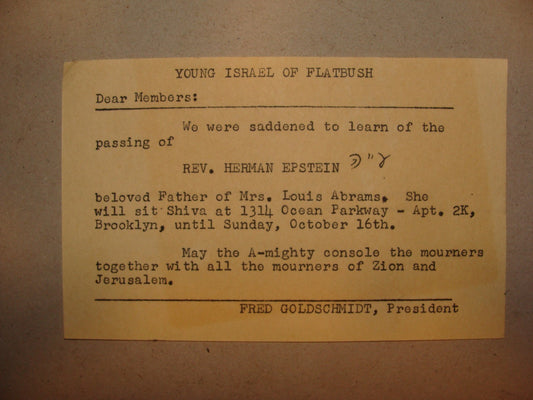 YOUNG ISRAEL OF FLATBUSH
Dear Members:
We were saddened to learn of the
passing of
REV. HERMAN EPSTEIN ע״ה
beloved Father of Mrs. Louis Abrams. She
will sit Shiva at 1314 Ocean Parkway - Apt. 2K,
Brooklyn, until Sunday, October 16th.
May the A-mighty console the mourners
together with all the mourners of Zion and
Jerusalem.
FRED GOLDSCHMIDT, President